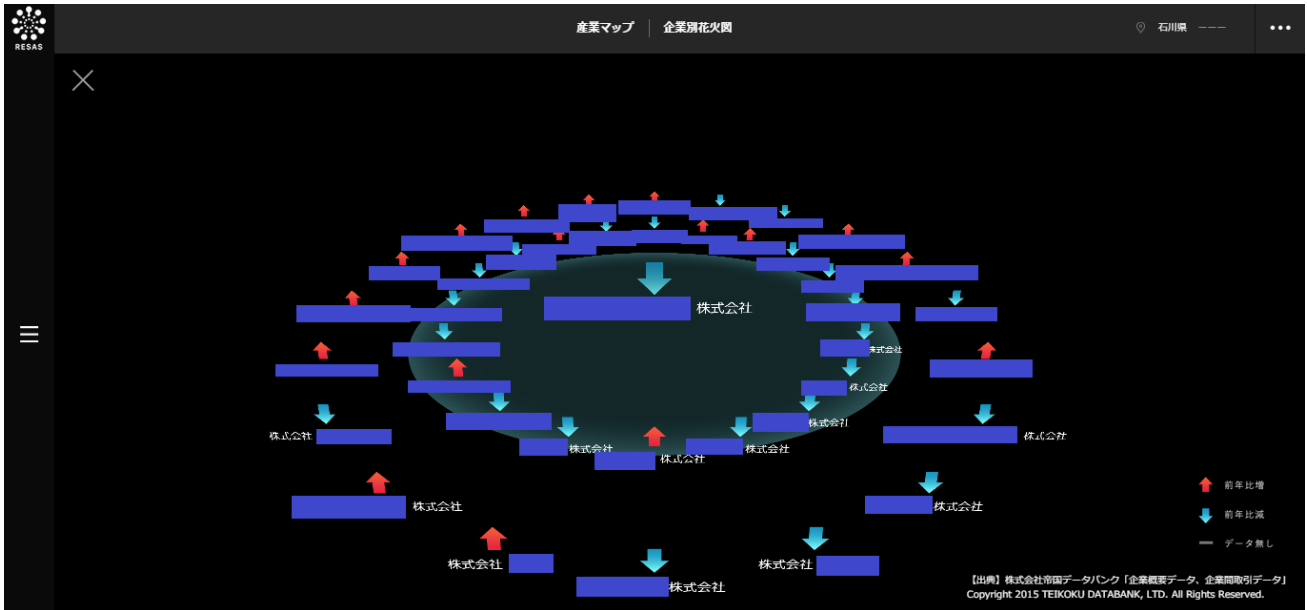 RESAS
産業マップ 企業別花火図
石川県 ーーー
株式会社
株式会社
株式会社
株式会社
株式会社 株式会社
株式会社
株式会社
株式会社
株式会社 株式会社
株式会社 株式会社
株式会社
前年比増
前年比減
データ無し
【出典】株式会社帝国データバンク「企業概要データ、企業間取引データ」
Copyright 2015 TEIKOKU DATABANK, LTD. All Rights Reserved.